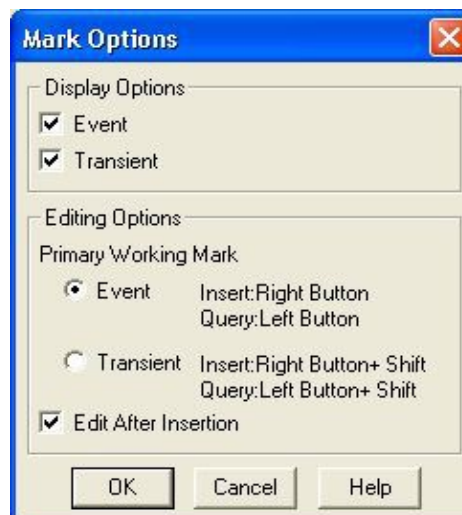 Mark Options
Display Options
Event
Transient
Editing Options
Primary Working Mark
Event Insert:Right Button
Query:Left Button
Transient Insert:Right Button+ Shift
Query:Left Button+ Shift
Edit After Insertion
OK Cancel Help